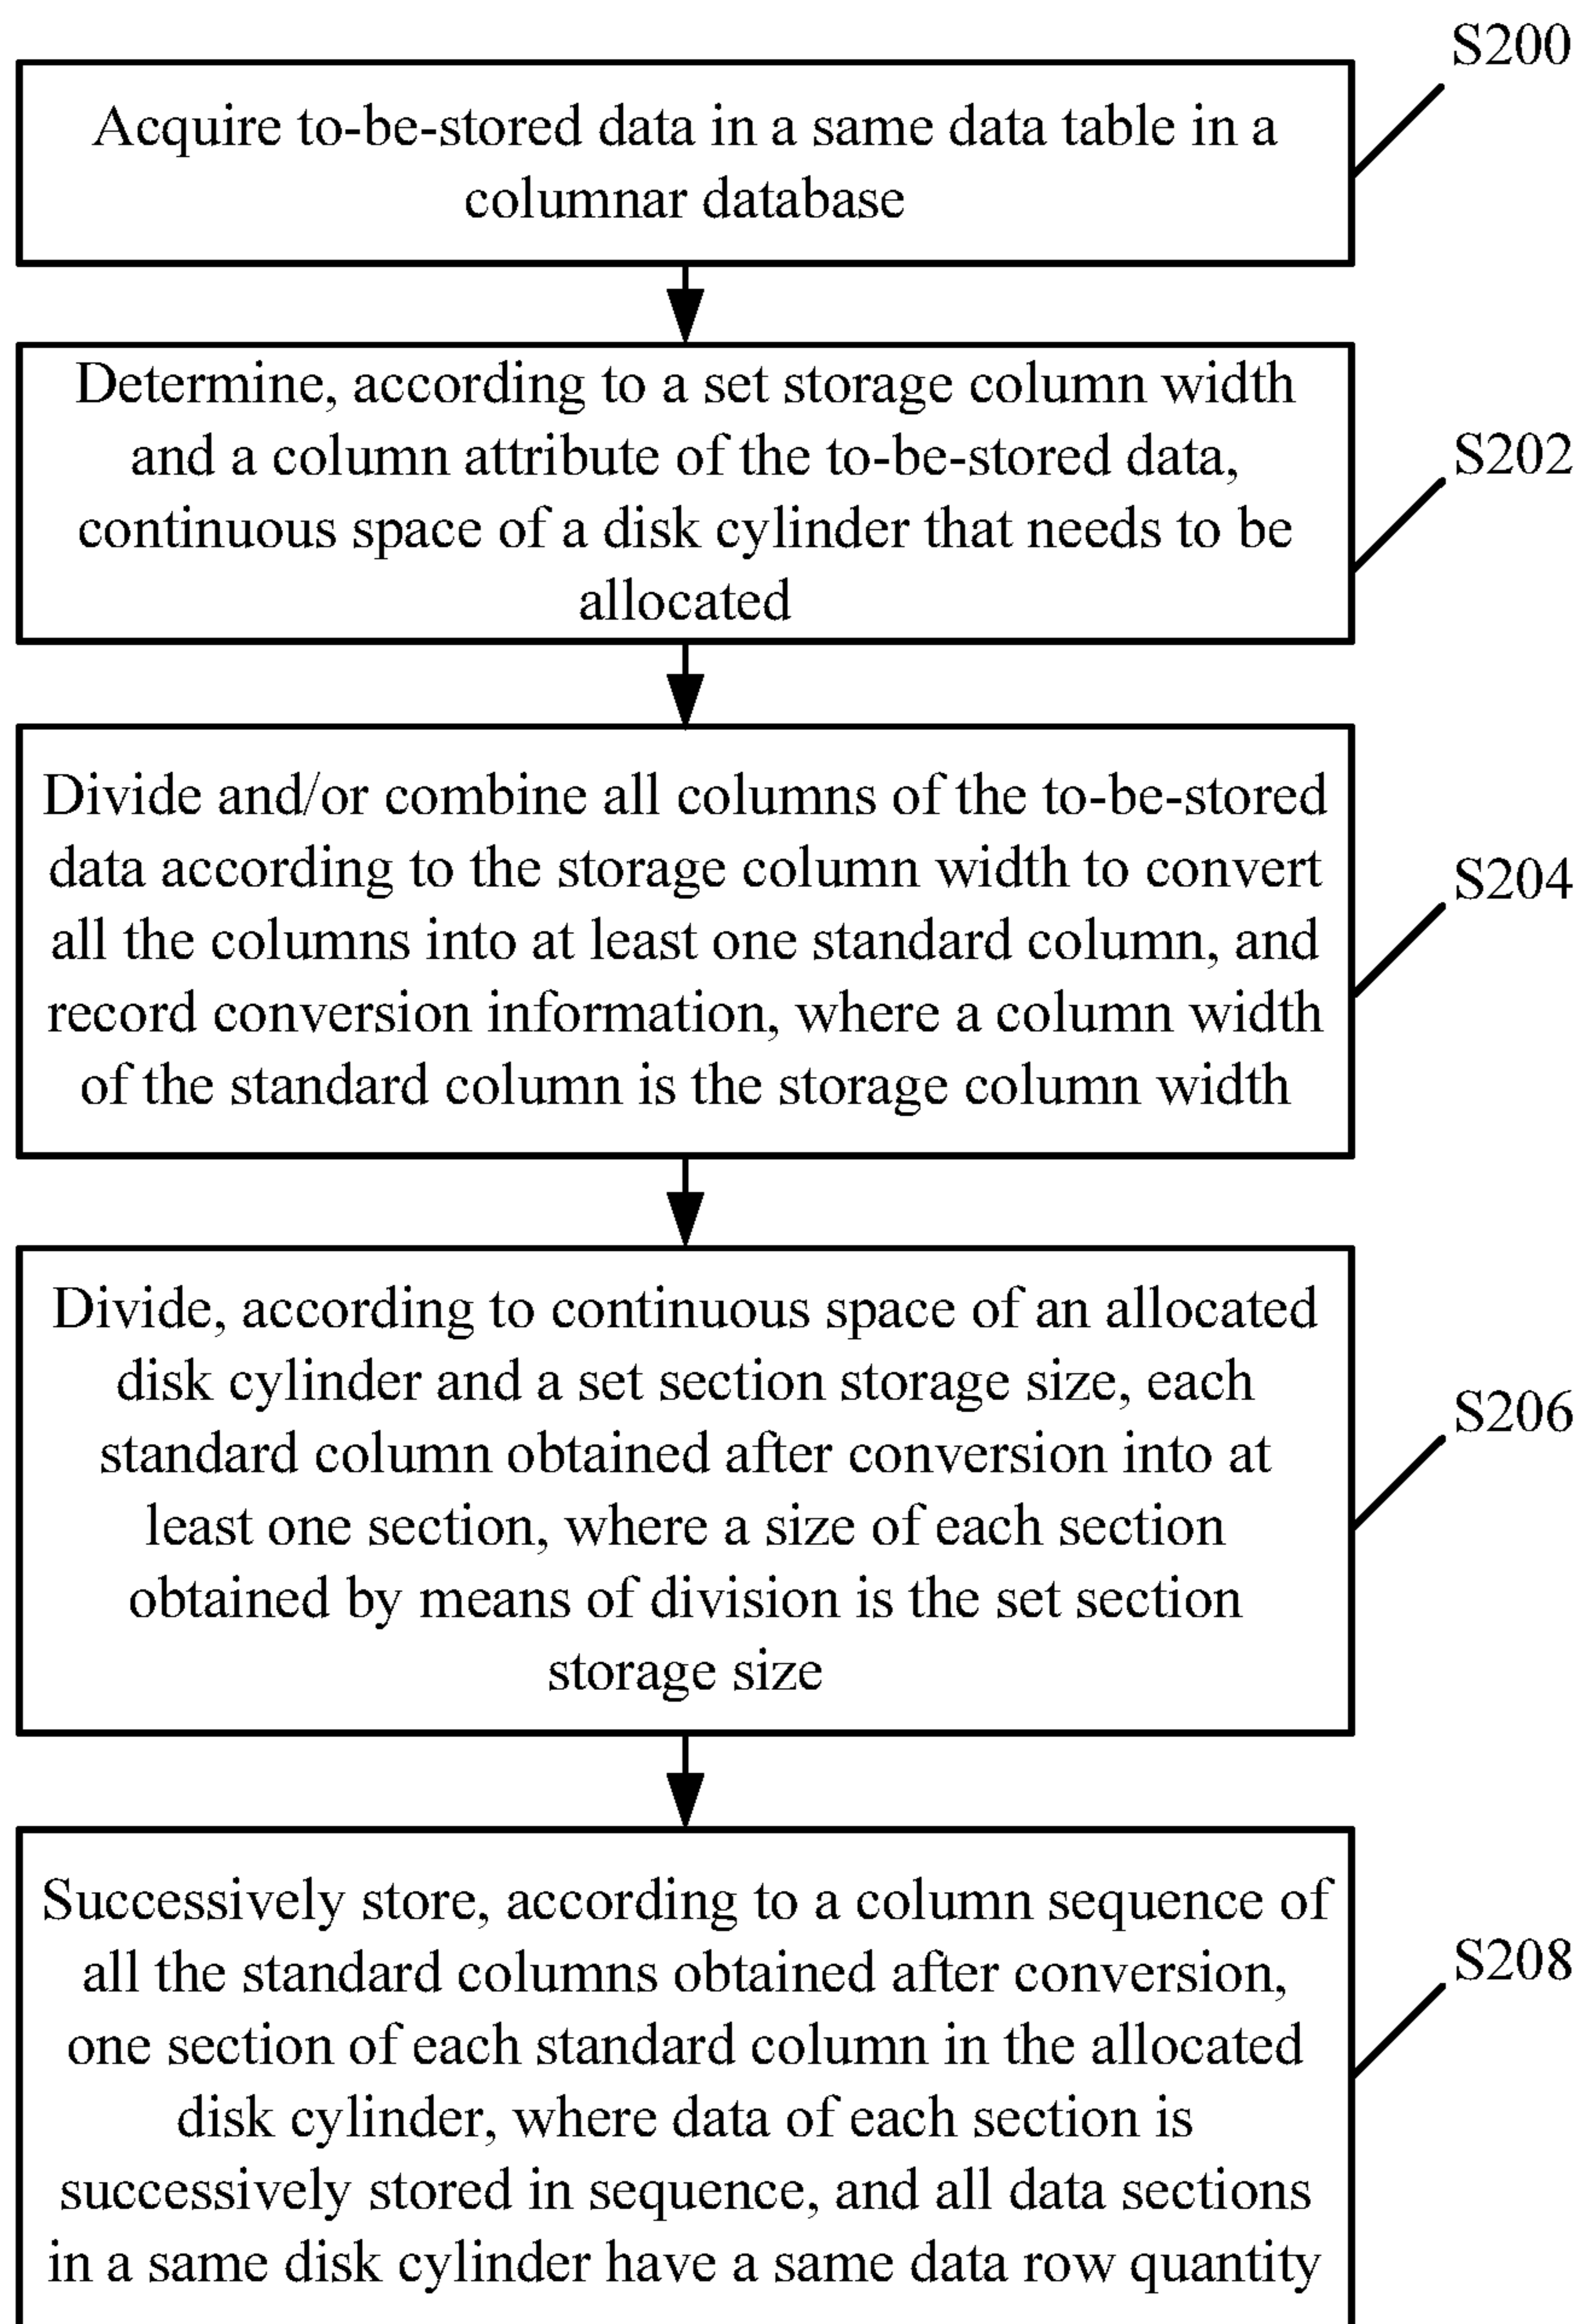 S200
Acquire to-be-stored data in a same data table in a
columnar database
Determine, according to a set storage column width
and a column attribute of the to-be-stored data,
continuous space of a disk cylinder that needs to be
allocated
S202
Divide and/or combine all columns of the to-be-stored
data according to the storage column width to convert
all the columns into at least one standard column, and
record conversion information, where a column width
of the standard column is the storage column width
S204
Divide, according to continuous space of an allocated
disk cylinder and a set section storage size, each
standard column obtained after conversion into at
least one section, where a size of each section
obtained by means of division is the set section
storage size
S206
Successively store, according to a column sequence of
all the standard columns obtained after conversion,
one section of each standard column in the allocated
disk cylinder, where data of each section is
successively stored in sequence, and all data sections
in a same disk cylinder have a same data row quantity
S208